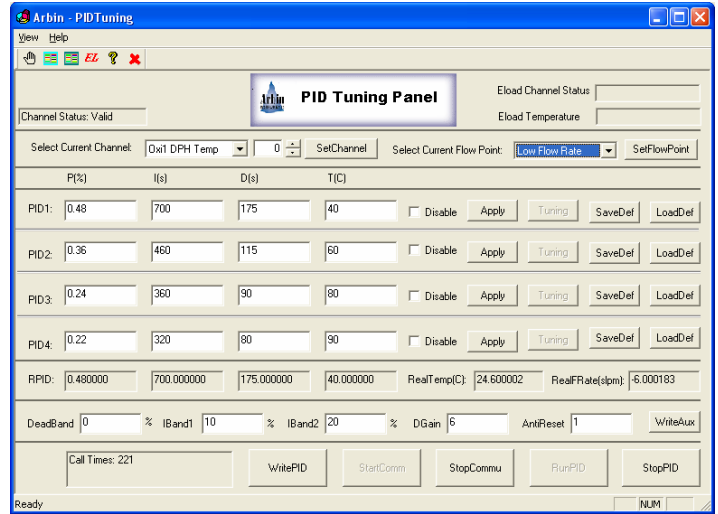 Arbin - PIDTuning
View Help
EL
Arbin PID Tuning Panel
Eload Channel Status
Channel Status: Valid
Eload Temperature
Select Current Channel: Oxi1 DPH Temp 0 SetChannel Select Current Flow Point: Low Flow Rate SetFlowPoint
P(%) I(s) D(s) T(C)
PID1: 0.48 700 175 40 Disable Apply Tuning SaveDef LoadDef
PID2: 0.36 460 115 60 Disable Apply Tuning SaveDef LoadDef
PID3: 0.24 360 90 80 Disable Apply Tuning SaveDef LoadDef
PID4: 0.22 320 80 90 Disable Apply Tuning SaveDef LoadDef
RPID: 0.480000 700.000000 175.000000 40.000000 RealTemp(C): 24.600002 RealFRate(slpm): -6.000183
DeadBand 0 % IBand1 10 % IBand2 20 % DGain 6 AntiReset 1 WriteAux
Call Times: 221 WritePID StartComm StopCommu RunPID StopPID
Ready NUM